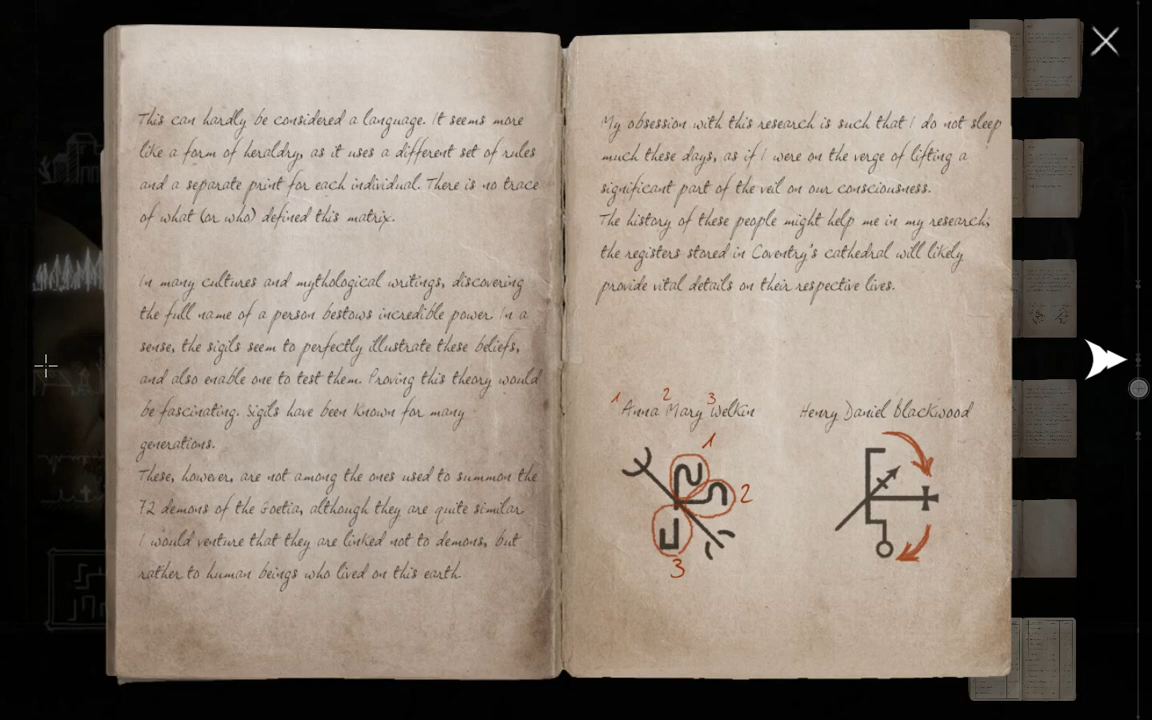 This can hardly be considered a language. It seems more
like a form of heraldry, as it uses a different set of rules
and a separate print for each individual. There is no trace
of what (or who) defined this matrix.
In many cultures and mythological writings, discovering
the full name of a person bestows incredible power. In a
sense, the sigils seem to perfectly illustrate these beliefs,
and also enable one to test them. Proving this theory would
be fascinating. Sigils have been known for many
generations.
These, however, are not among the ones used to summon the
72 demons of the Goetia, although they are quite similar.
I would venture that they are linked not to demons, but
rather to human beings who lived on this earth.
My obsession with this research is such that I do not sleep
much these days, as if I were on the verge of lifting a
significant part of the veil on our consciousness.
The history of these people might help me in my research;
the registers stored in Coventry's cathedral will likely
provide vital details on their respective lives.
1 2 3
Anna Mary Welkin
Henry Daniel Blackwood
1
2
3